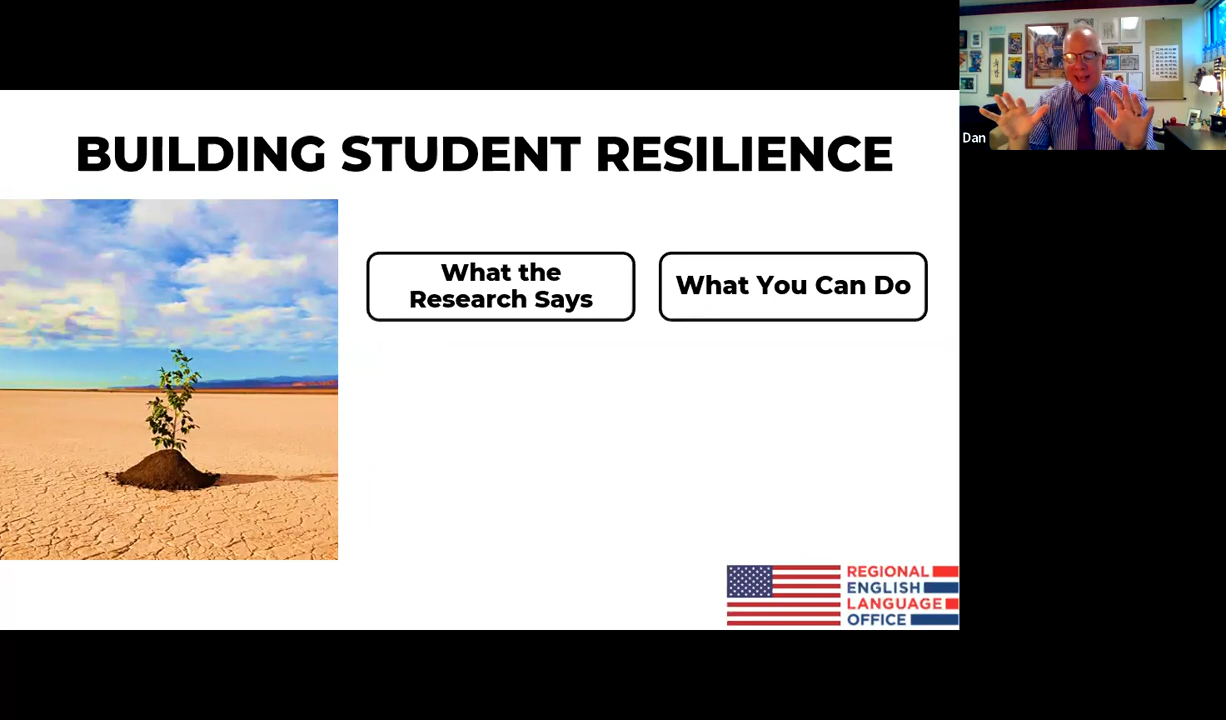 BUILDING STUDENT RESILIENCE
What the
Research Says
What You Can Do
Dan
REGIONAL
ENGLISH
LANGUAGE
OFFICE